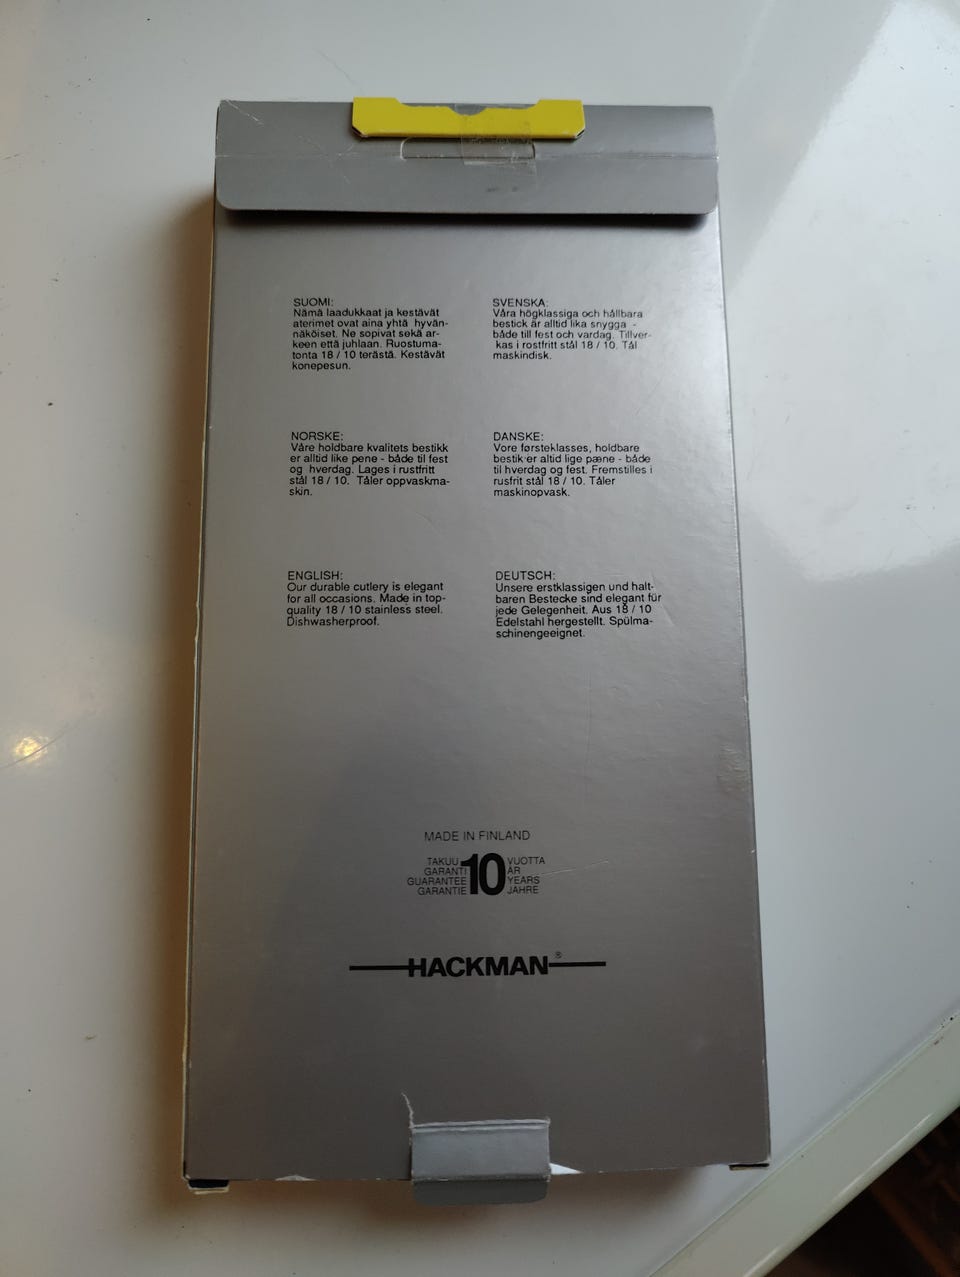 SUOMI:
Nämä laadukkaat ja kestävät
aterimet ovat aina yhtä hyvän-
näköiset. Ne sopivat sekä ar-
keen että juhlaan. Ruostuma-
tonta 18 / 10 terästä. Kestävät
konepesun.
SVENSKA:
Våra högklassiga och hållbara
bestick är alltid lika snygga -
både till fest och vardag. Tillver-
kas i rostfritt stål 18 / 10. Tål
maskindisk.
NORSKE:
Våre holdbare kvalitets bestikk
er alltid like pene - både til fest
og hverdag. Lages i rustfritt
stål 18 / 10. Tåler oppvaskma-
skin.
DANSKE:
Vore førsteklasses, holdbare
bestik er altid lige pæne - både
til hverdag og fest. Fremstilles i
rusfrit stål 18 / 10. Tåler
maskinopvask.
ENGLISH:
Our durable cutlery is elegant
for all occasions. Made in top-
quality 18 / 10 stainless steel.
Dishwasherproof.
DEUTSCH:
Unsere erstklassigen und halt-
baren Bestecke sind elegant für
jede Gelegenheit. Aus 18 / 10
Edelstahl hergestellt. Spülma-
schinengeeignet.
MADE IN FINLAND
TAKUU 10 VUOTTA
GARANTI ÅR
GUARANTEE YEARS
GARANTIE JAHRE
HACKMAN®